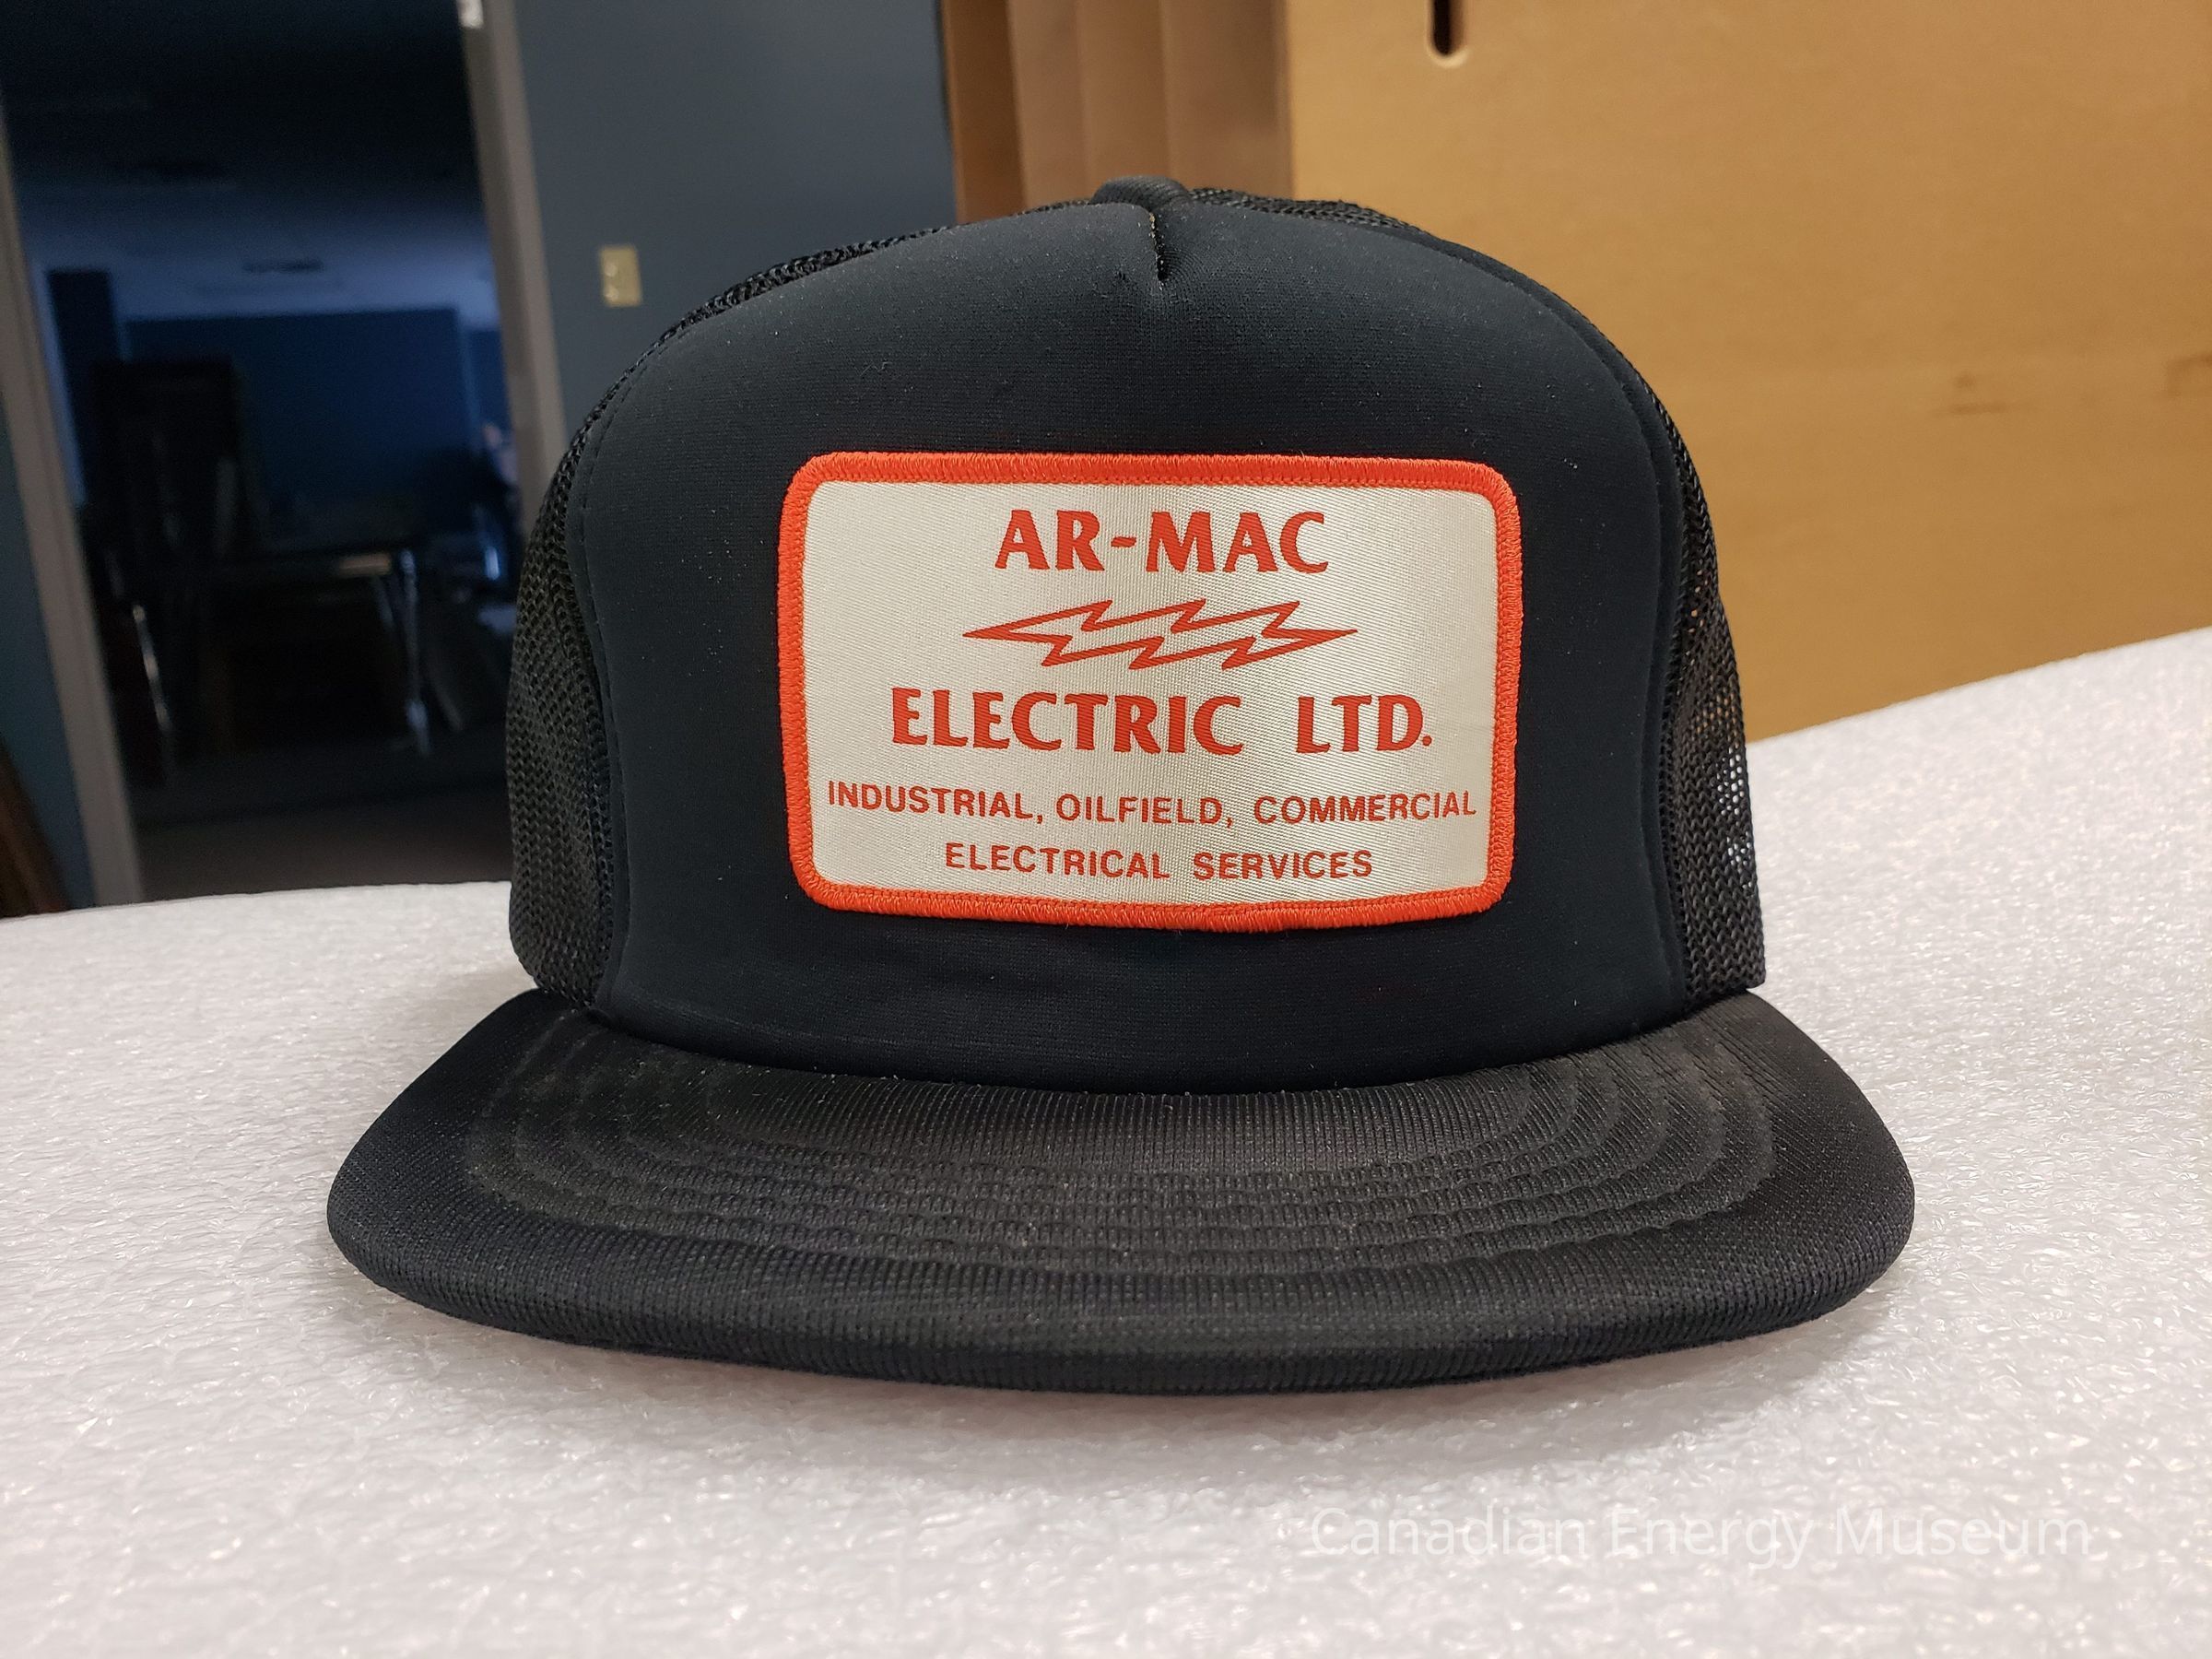 AR-MAC
ELECTRIC LTD.
INDUSTRIAL, OILFIELD, COMMERCIAL
ELECTRICAL SERVICES
Canadian Energy Museum